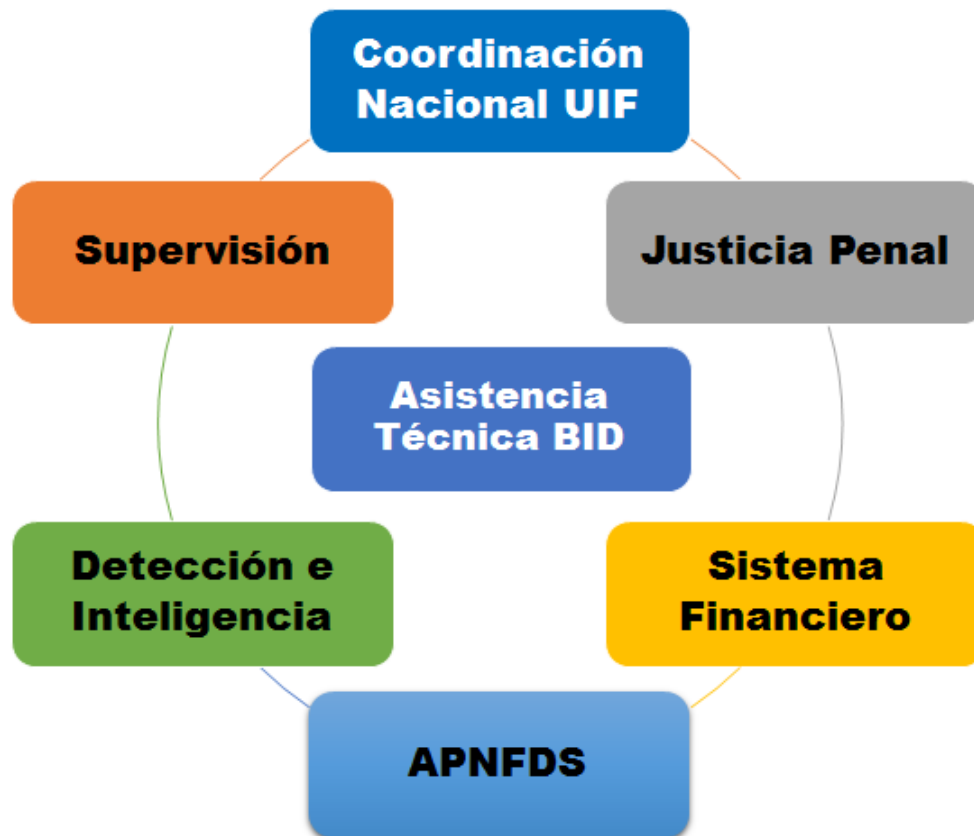 Coordinación
Nacional UIF
Supervisión
Justicia Penal
Asistencia
Técnica BID
Detección e
Inteligencia
Sistema
Financiero
APNFDS